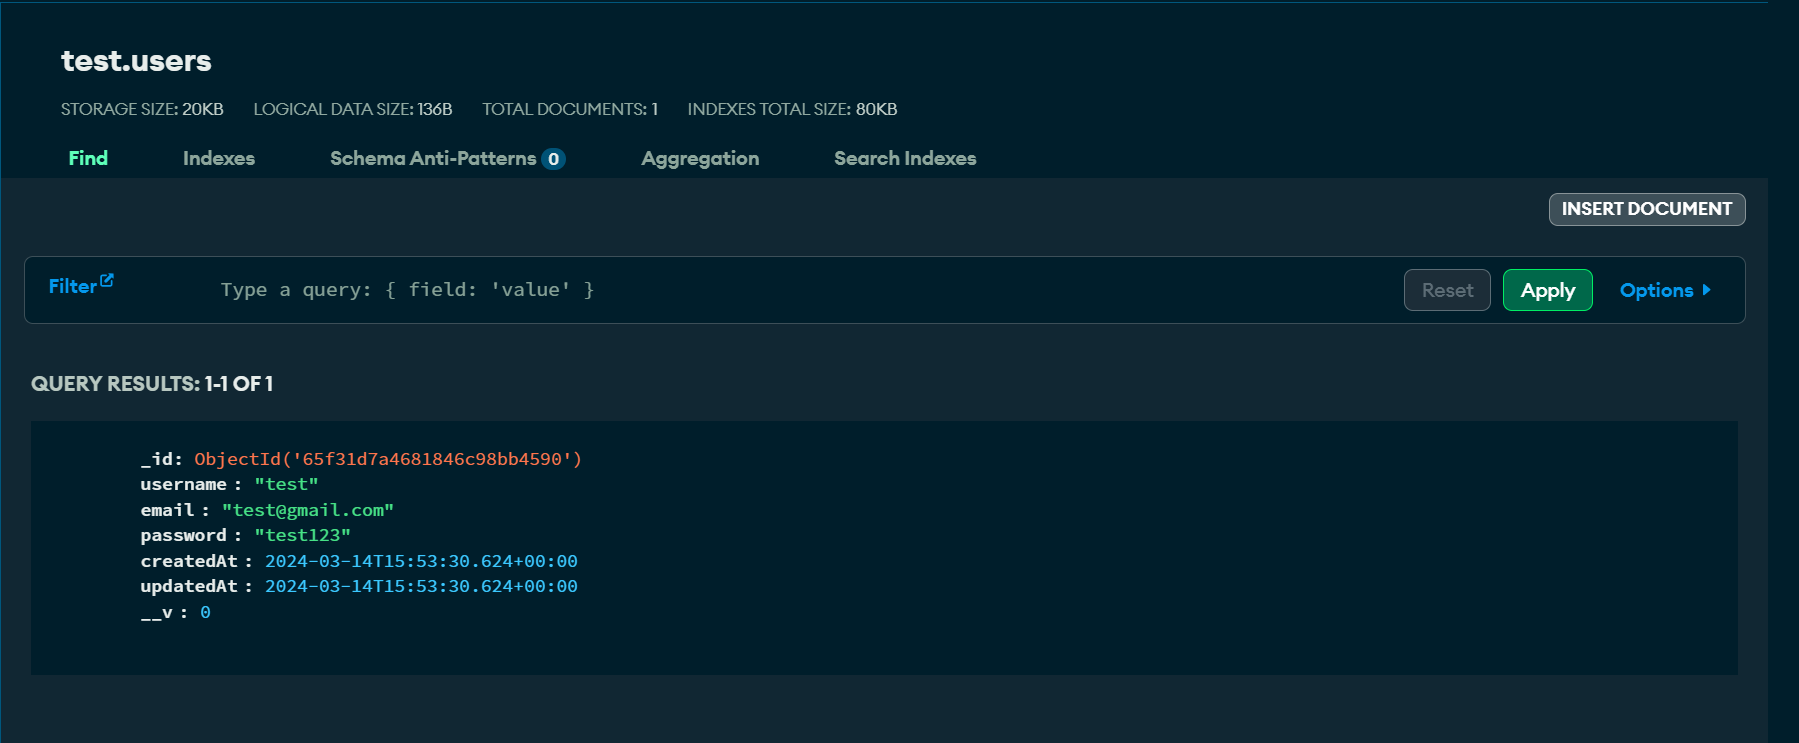 test.users
STORAGE SIZE: 20KB LOGICAL DATA SIZE: 136B TOTAL DOCUMENTS: 1 INDEXES TOTAL SIZE: 80KB
Find Indexes Schema Anti-Patterns 0 Aggregation Search Indexes
INSERT DOCUMENT
Filter Type a query: { field: 'value' } Reset Apply Options
QUERY RESULTS: 1-1 OF 1
_id: ObjectId('65f31d7a4681846c98bb4590')
username : "test"
email : "test@gmail.com"
password : "test123"
createdAt : 2024-03-14T15:53:30.624+00:00
updatedAt : 2024-03-14T15:53:30.624+00:00
__v : 0